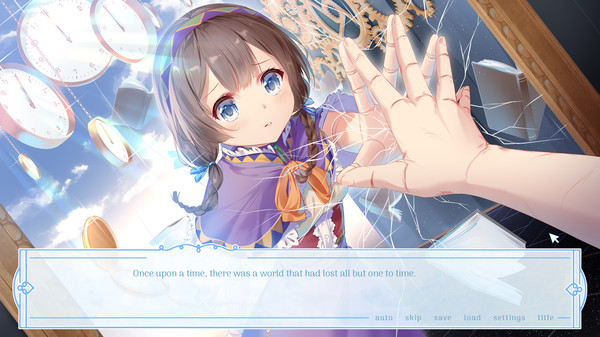 Once upon a time, there was a world that had lost all but one to time.
auto skip save load settings title